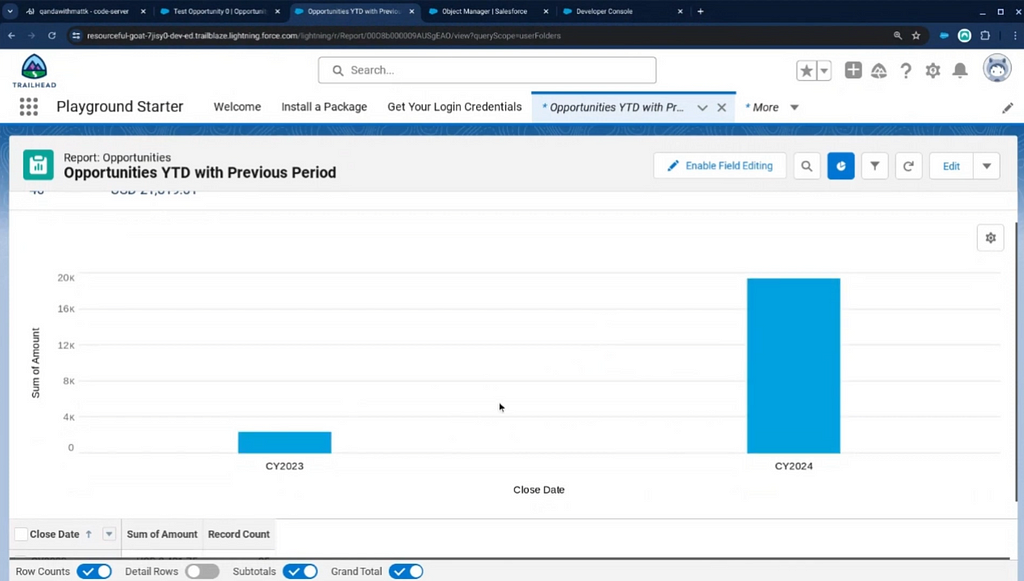 qandawithmattk - code-server
Test Opportunity 0 | Opportuni
Opportunities YTD with Previo
Object Manager | Salesforce
Developer Console
resourceful-goat-7jisy0-dev-ed.trailblaze.lightning.force.com/lightning/r/Report/00O8b000009AUSgEAO/view?queryScope=userFolders
TRAILHEAD
Search...
Playground Starter
Welcome
Install a Package
Get Your Login Credentials
* Opportunities YTD with Pr...
* More
Report: Opportunities
Opportunities YTD with Previous Period
Enable Field Editing
Edit
20K
16K
12K
8K
4K
0
Sum of Amount
CY2023
CY2024
Close Date
Close Date
Sum of Amount
Record Count
Row Counts
Detail Rows
Subtotals
Grand Total